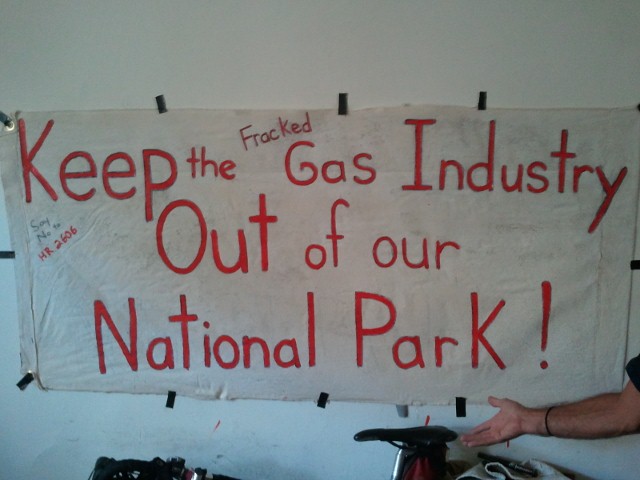 Keep the Fracked Gas Industry
Out of our
National Park!
Say
No to
HR 2606